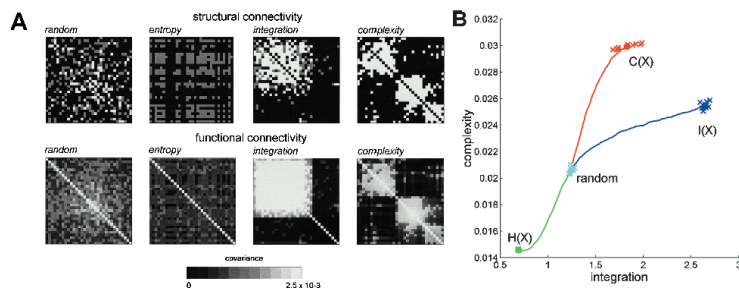 A
structural connectivity
random entropy integration complexity
functional connectivity
random entropy integration complexity
covariance
0 2.5 x 10-3
B
complexity
0.032
0.03
0.028
0.026
0.024
0.022
0.02
0.018
0.016
0.014
C(X)
I(X)
random
H(X)
0.5 1 1.5 2 2.5 3
integration